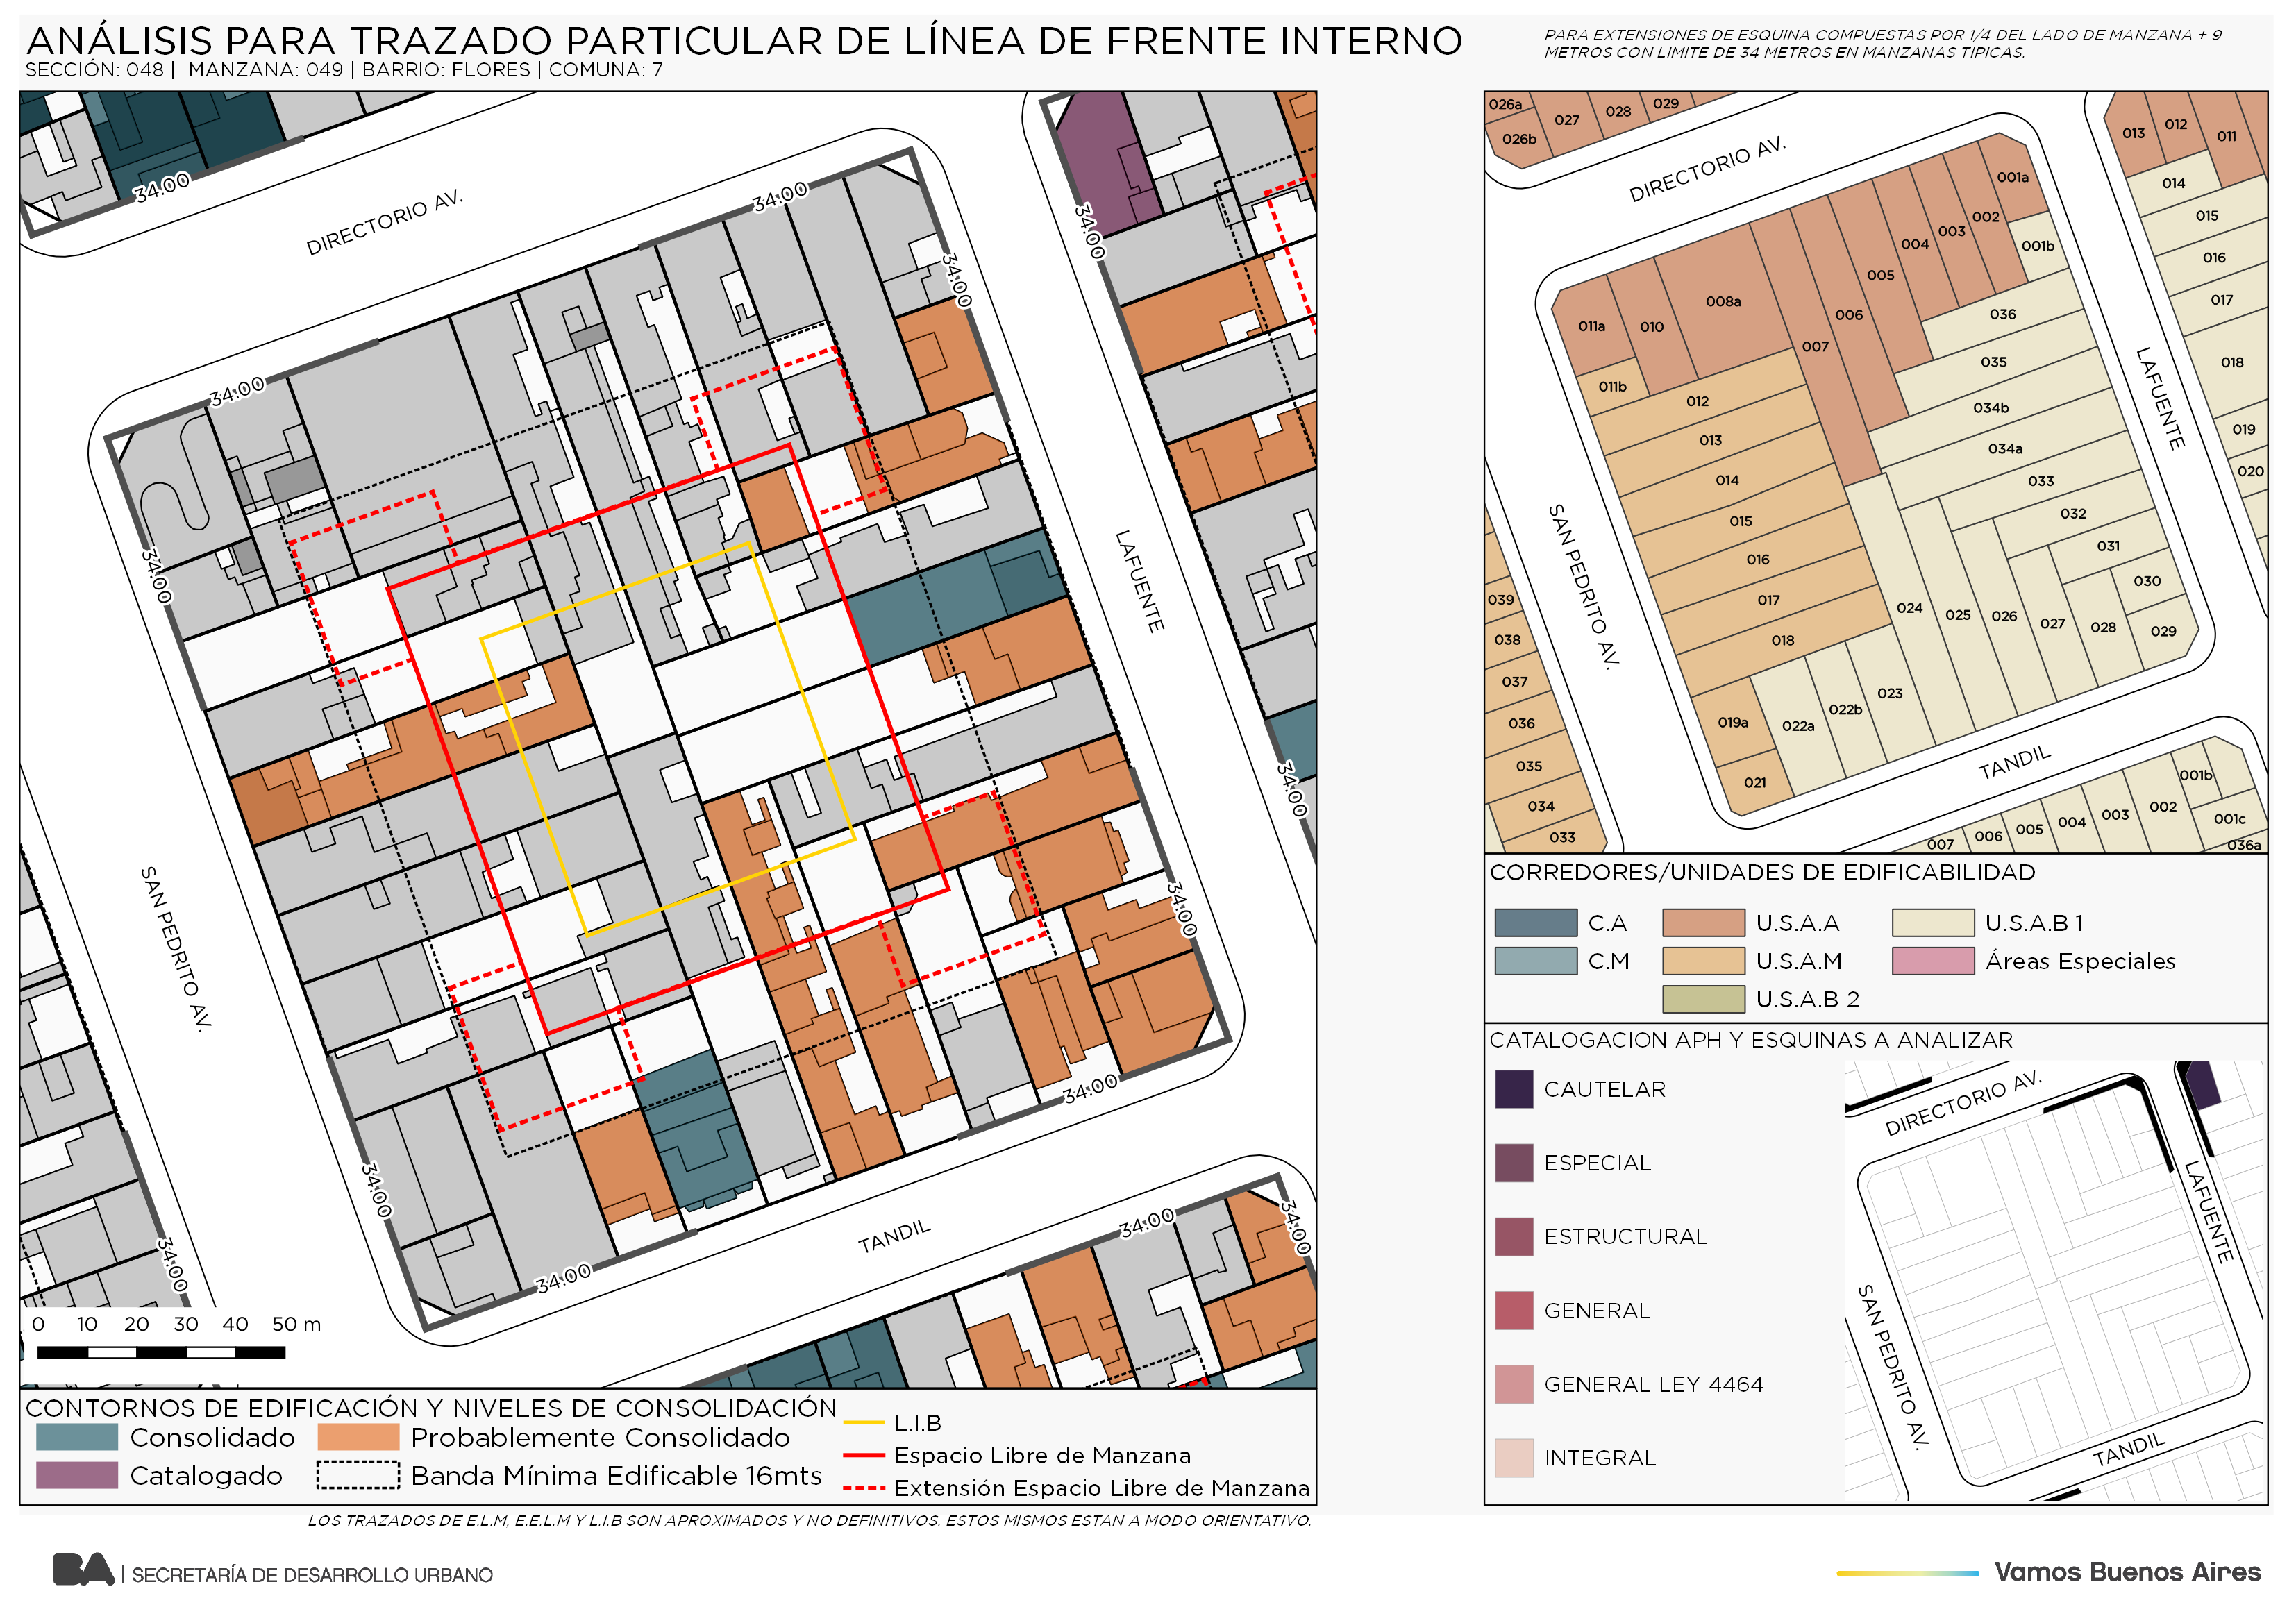 ANÁLISIS PARA TRAZADO PARTICULAR DE LÍNEA DE FRENTE INTERNO
SECCIÓN: 048 | MANZANA: 049 | BARRIO: FLORES | COMUNA: 7
PARA EXTENSIONES DE ESQUINA COMPUESTAS POR 1/4 DEL LADO DE MANZANA + 9
METROS CON LIMITE DE 34 METROS EN MANZANAS TIPICAS.
34.00
DIRECTORIO AV.
34.00
34.00
34.00
34.00
34.00
LAFUENTE
SAN PEDRITO AV.
34.00
34.00
34.00
34.00
34.00
34.00
TANDIL
34.00
34.00
0 10 20 30 40 50 m
CONTORNOS DE EDIFICACIÓN Y NIVELES DE CONSOLIDACIÓN
Consolidado
Probablemente Consolidado
Catalogado
Banda Mínima Edificable 16mts
L.I.B
Espacio Libre de Manzana
Extensión Espacio Libre de Manzana
LOS TRAZADOS DE E.L.M, E.E.L.M Y L.I.B SON APROXIMADOS Y NO DEFINITIVOS. ESTOS MISMOS ESTAN A MODO ORIENTATIVO.
026a
026b
027
028
029
DIRECTORIO AV.
013
012
011
014
015
016
017
018
019
020
001a
001b
002
003
004
005
006
007
008a
010
011a
011b
012
013
014
015
016
017
018
019a
021
022a
022b
023
024
025
026
027
028
029
030
031
032
033
034a
034b
035
036
LAFUENTE
SAN PEDRITO AV.
TANDIL
039
038
037
036
035
034
033
007
006
005
004
003
002
001b
001c
036a
CORREDORES/UNIDADES DE EDIFICABILIDAD
C.A
U.S.A.A
U.S.A.B 1
C.M
U.S.A.M
Áreas Especiales
U.S.A.B 2
CATALOGACION APH Y ESQUINAS A ANALIZAR
CAUTELAR
ESPECIAL
ESTRUCTURAL
GENERAL
GENERAL LEY 4464
INTEGRAL
DIRECTORIO AV.
LAFUENTE
SAN PEDRITO AV.
TANDIL
BA | SECRETARÍA DE DESARROLLO URBANO
Vamos Buenos Aires